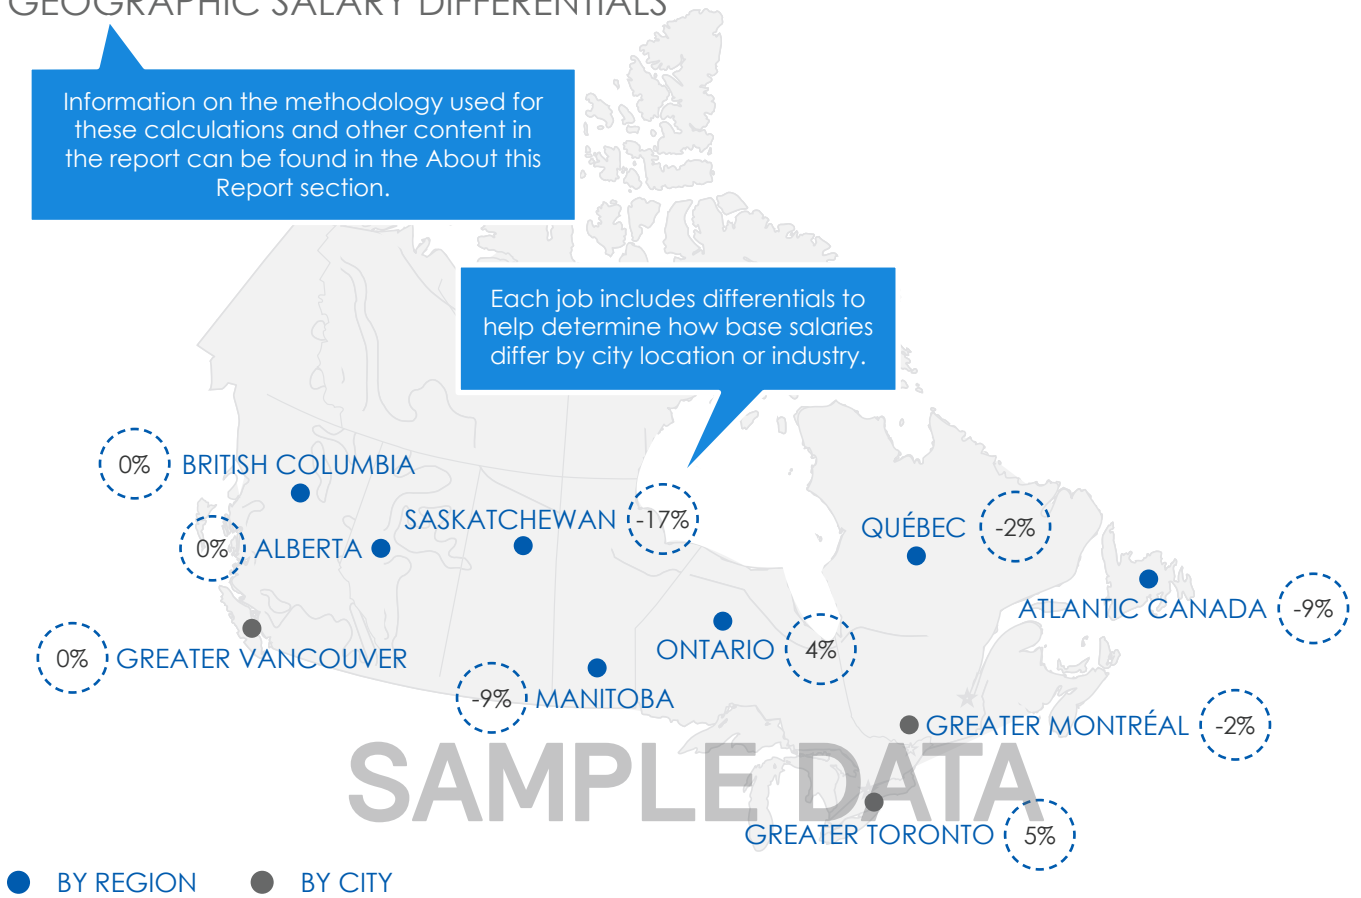 GEOGRAPHIC SALARY DIFFERENTIALS
Information on the methodology used for
these calculations and other content in
the report can be found in the About this
Report section.
Each job includes differentials to
help determine how base salaries
differ by city location or industry.
0% BRITISH COLUMBIA
SASKATCHEWAN -17%
QUÉBEC -2%
0% ALBERTA
ATLANTIC CANADA -9%
ONTARIO 4%
0% GREATER VANCOUVER
-9% MANITOBA
GREATER MONTRÉAL -2%
SAMPLE DATA
GREATER TORONTO 5%
BY REGION BY CITY